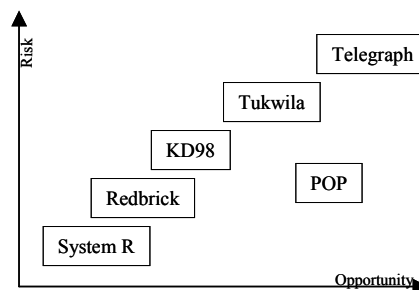 Risk
Telegraph
Tukwila
KD98
POP
Redbrick
System R
Opportunity